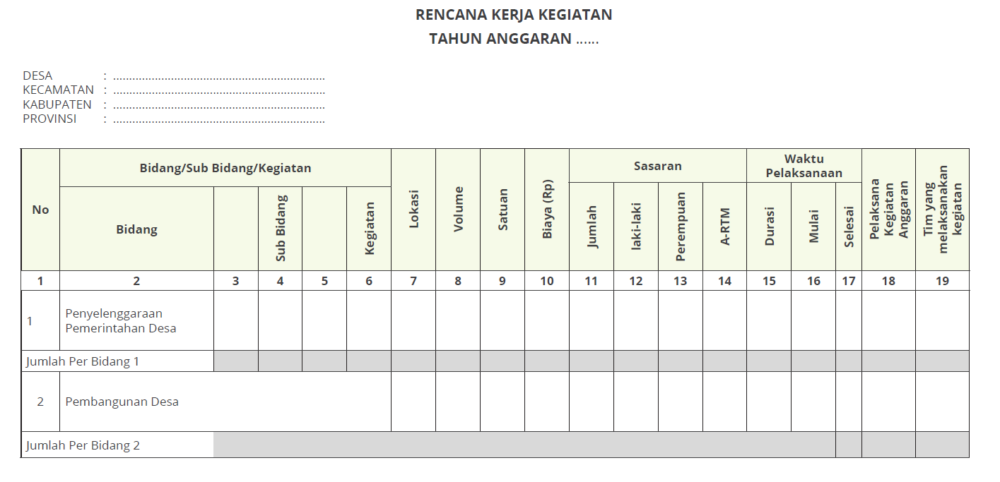 RENCANA KERJA KEGIATAN
TAHUN ANGGARAN ......
DESA : ..................................................................
KECAMATAN : ..................................................................
KABUPATEN : ..................................................................
PROVINSI : ..................................................................
No
Bidang/Sub Bidang/Kegiatan
Bidang
Sub Bidang
Kegiatan
Lokasi
Volume
Satuan
Biaya (Rp)
Sasaran
Jumlah
laki-laki
Perempuan
A-RTM
Waktu
Pelaksanaan
Durasi
Mulai
Selesai
Pelaksana
Kegiatan
Anggaran
Tim yang
melaksanakan
kegiatan
1 2 3 4 5 6 7 8 9 10 11 12 13 14 15 16 17 18 19
1 Penyelenggaraan
Pemerintahan Desa
Jumlah Per Bidang 1
2 Pembangunan Desa
Jumlah Per Bidang 2